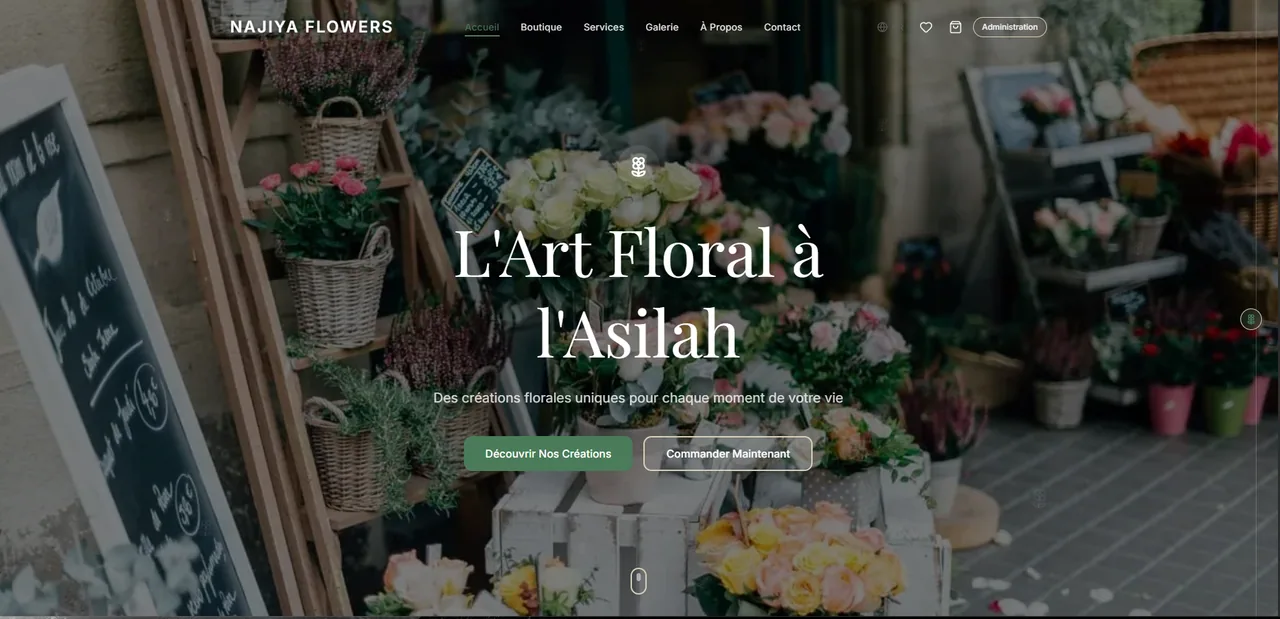 NAJIYA FLOWERS
Accueil
Boutique
Services
Galerie
À Propos
Contact
Administration
L'Art Floral à
l'Asilah
Des créations florales uniques pour chaque moment de votre vie
Découvrir Nos Créations
Commander Maintenant